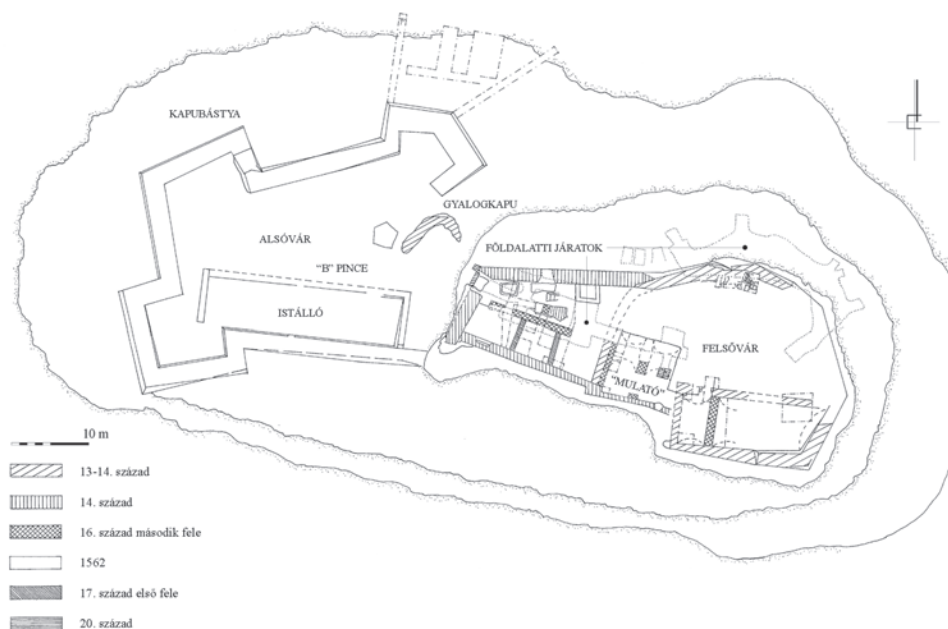 KAPUBÁSTYA
GYALOGKAPU
ALSÓVÁR
FÖLDALATTI JÁRATOK
"B" PINCE
ISTÁLLÓ
FELSŐVÁR
"MULATÓ"
10 m
13-14. század
14. század
16. század második fele
1562
17. század első fele
20. század